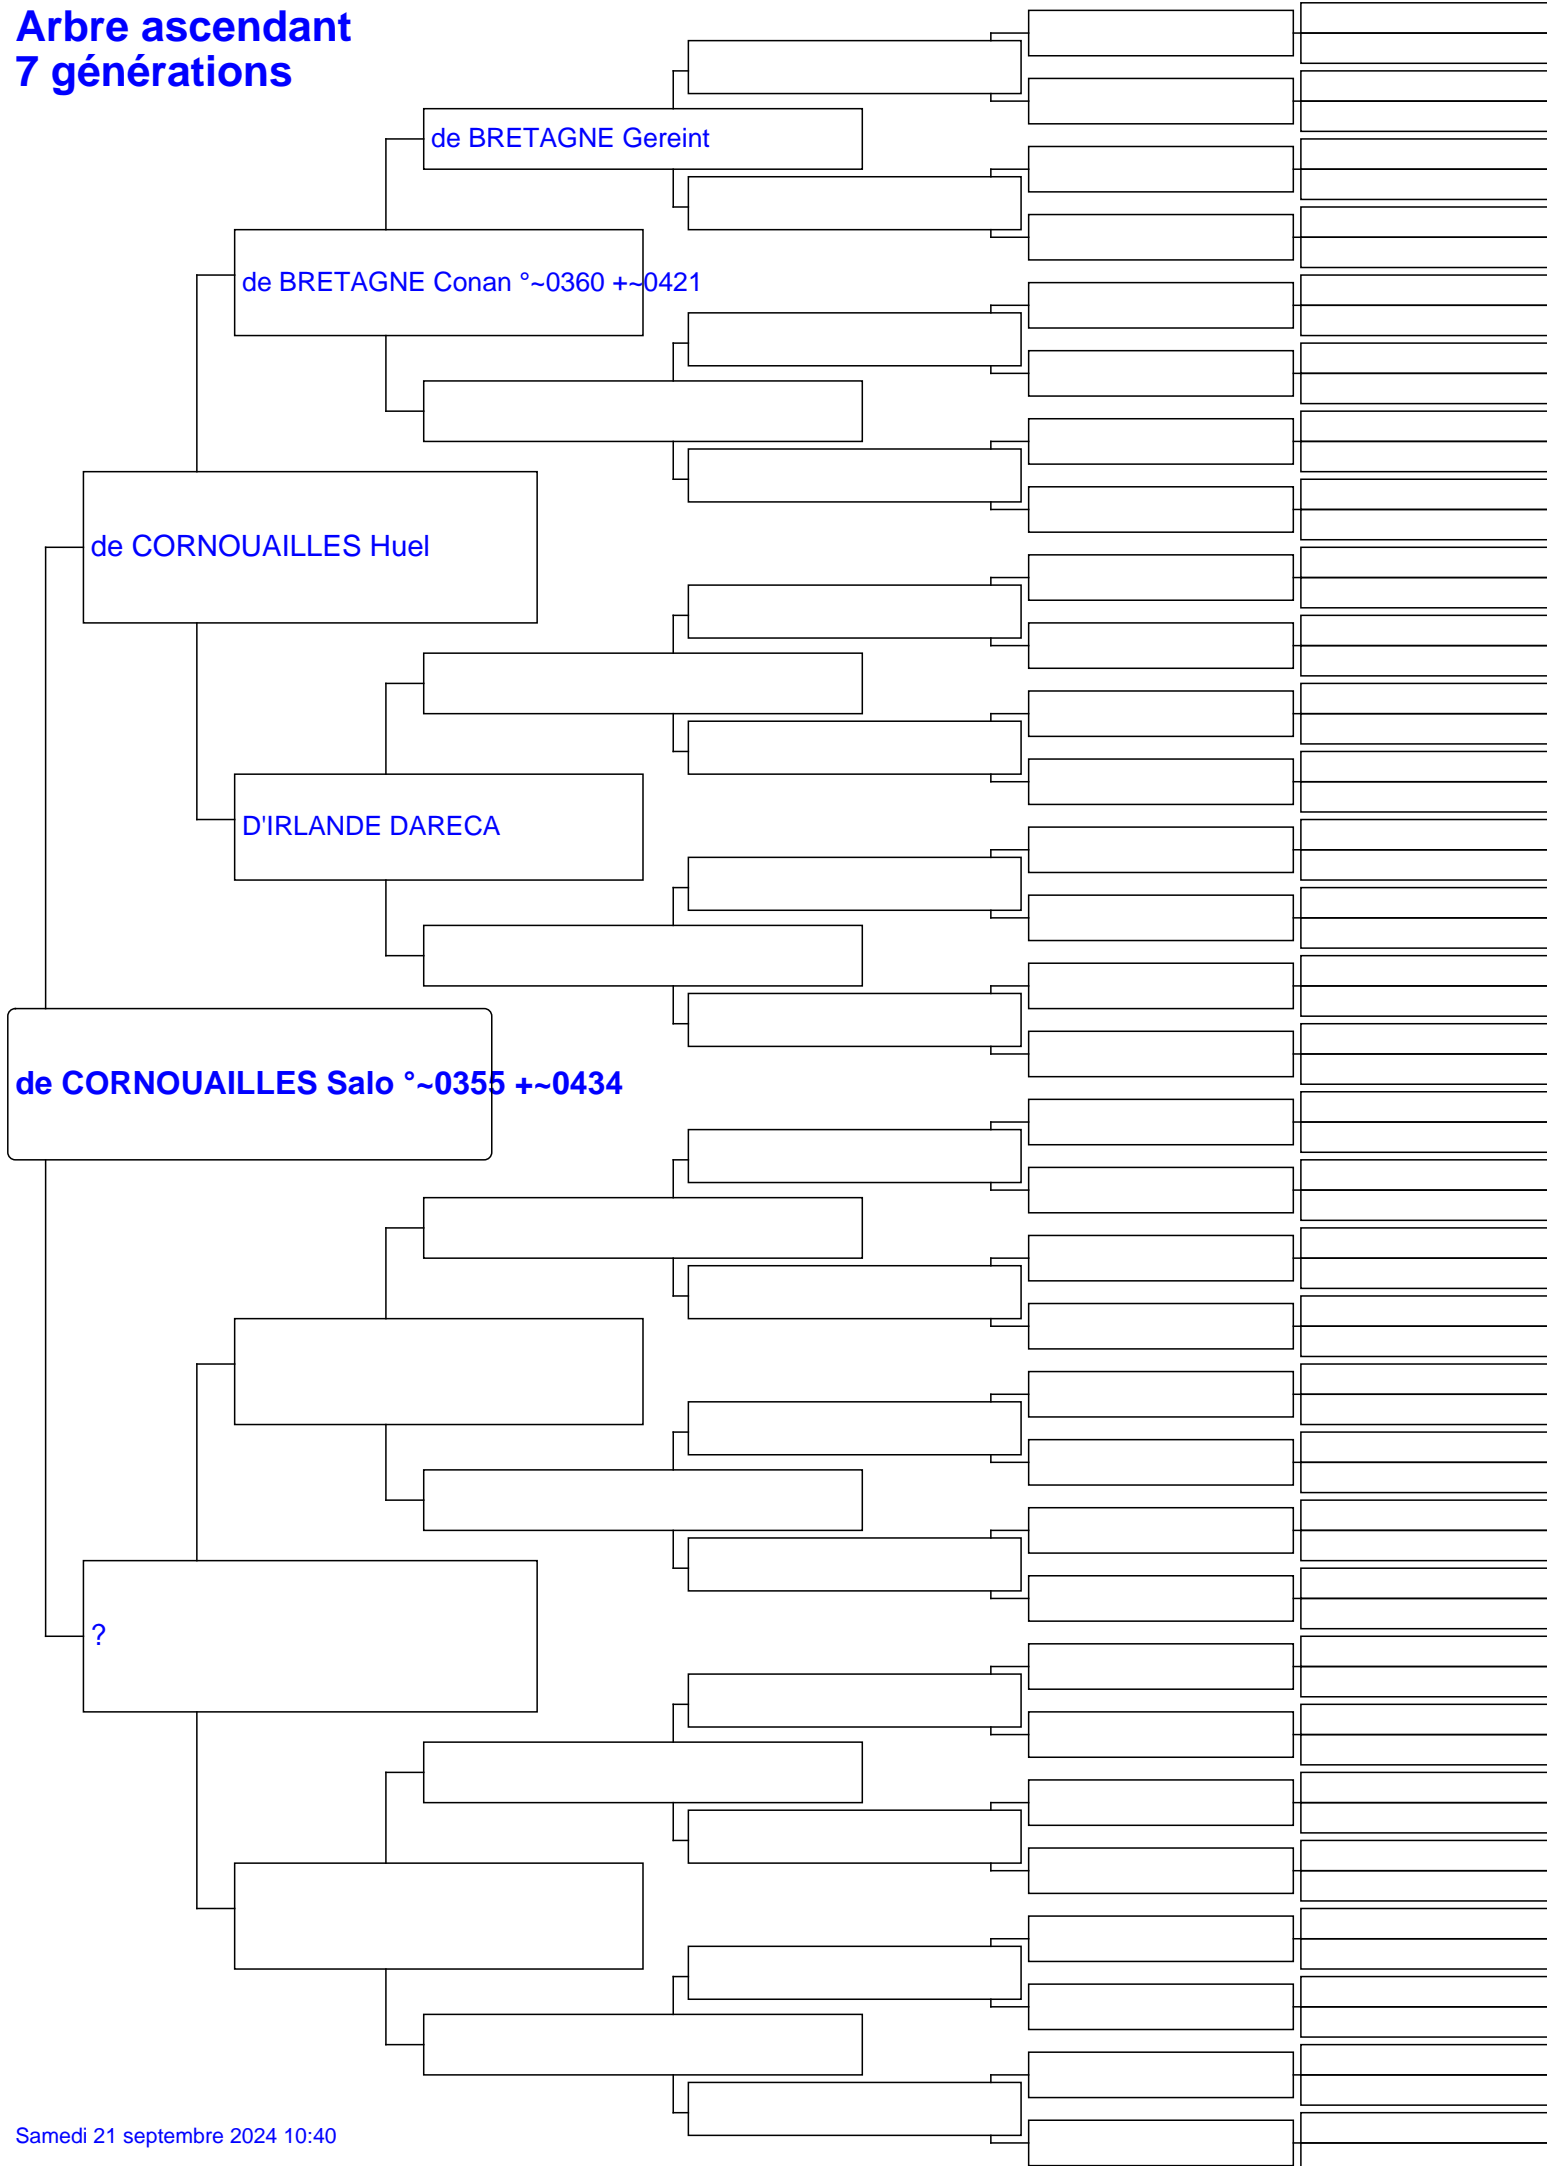 Arbre ascendant
7 générations
de BRETAGNE Gereint
de BRETAGNE Conan °~0360 +~0421
de CORNOUAILLES Huel
D'IRLANDE DARECA
de CORNOUAILLES Salo °~0355 +~0434
?
Samedi 21 septembre 2024 10:40